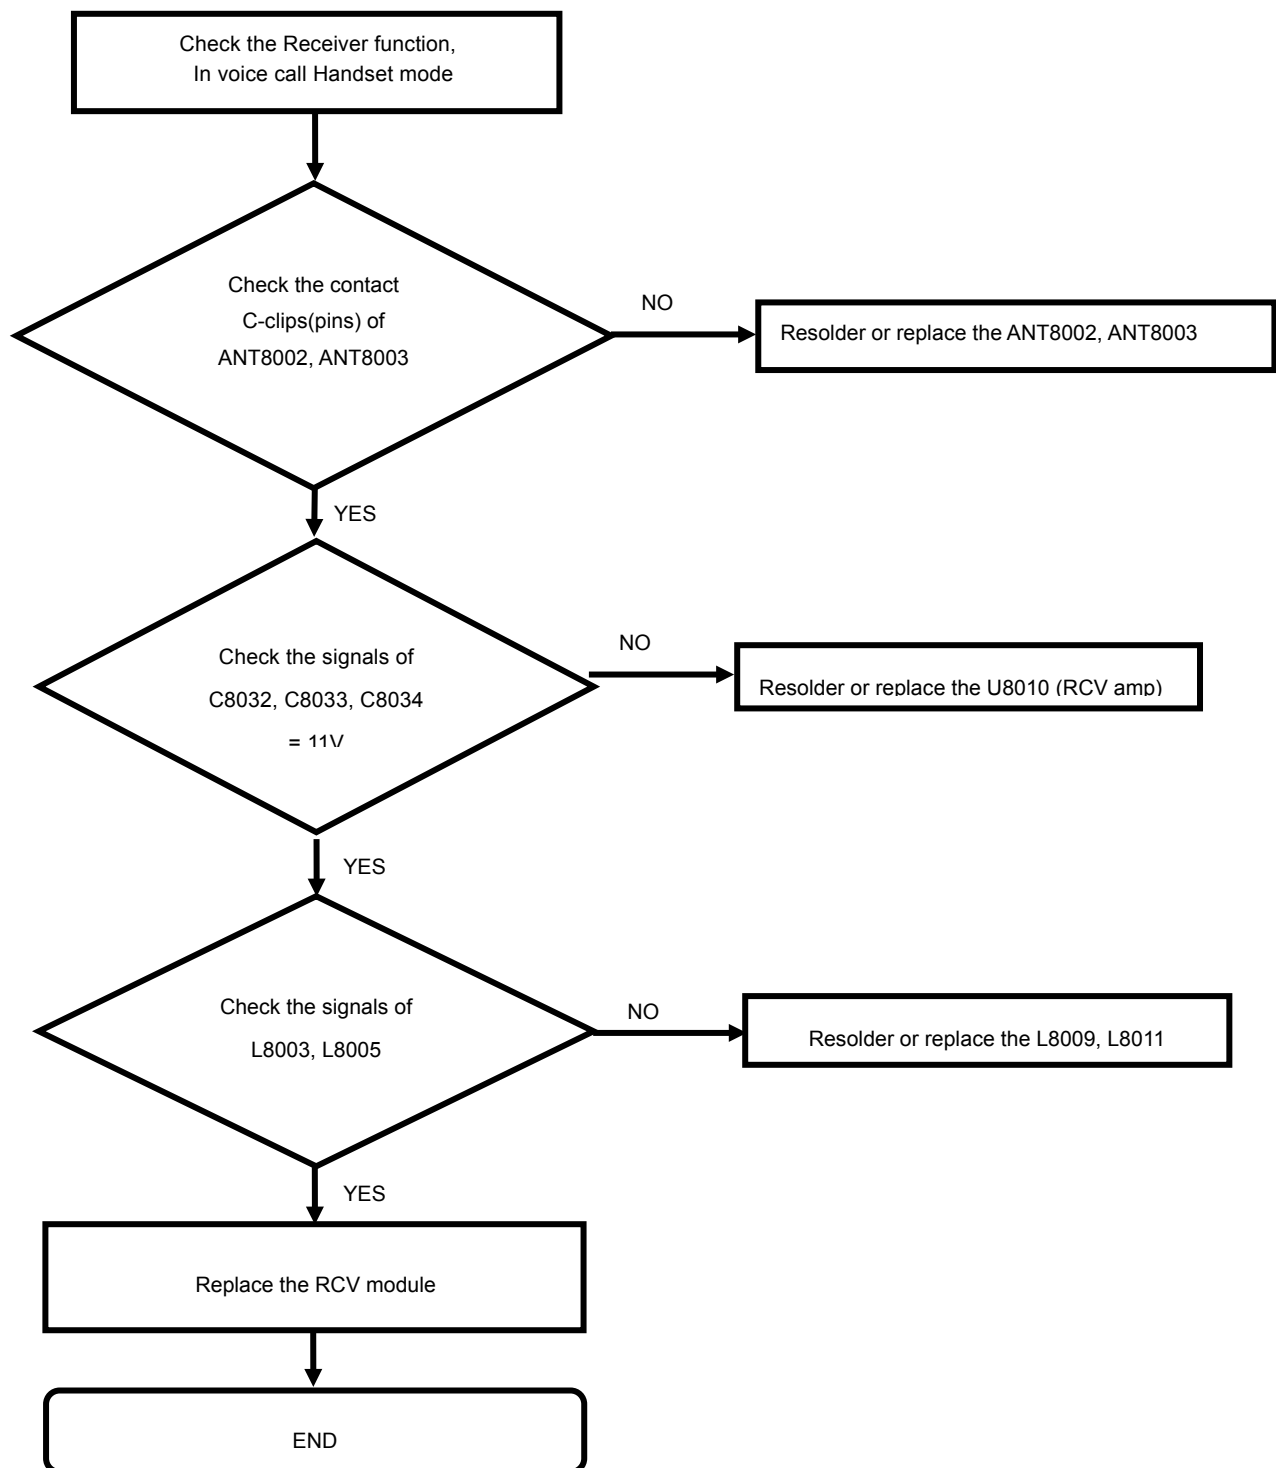 Check the Receiver function,
In voice call Handset mode
Check the contact
C-clips(pins) of
ANT8002, ANT8003
NO
Resolder or replace the ANT8002, ANT8003
YES
Check the signals of
C8032, C8033, C8034
= 11V
NO
Resolder or replace the U8010 (RCV amp)
YES
Check the signals of
L8003, L8005
NO
Resolder or replace the L8009, L8011
YES
Replace the RCV module
END